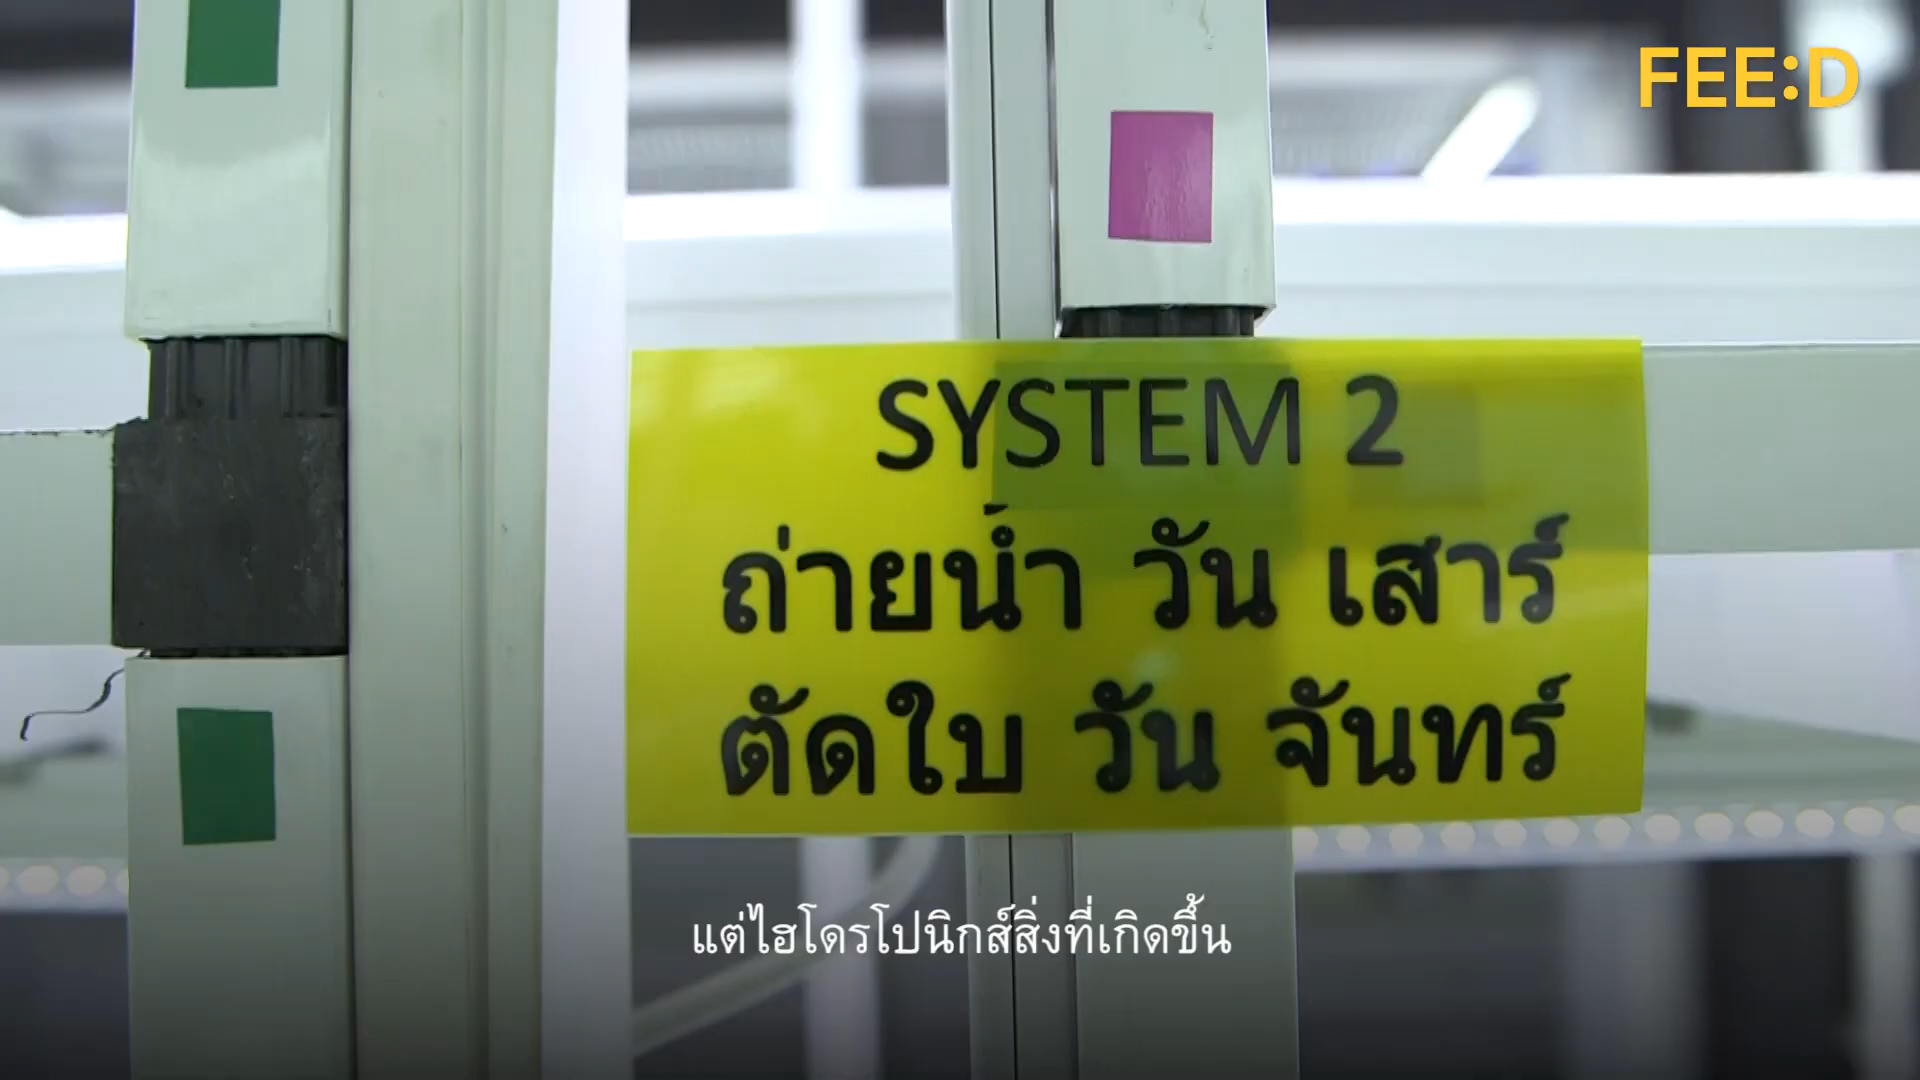 FEE:D
SYSTEM 2
ถ่ายน้ำ วัน เสาร์
ตัดใบ วัน จันทร์
แต่ไฮโดรโปนิกส์สิ่งที่เกิดขึ้น